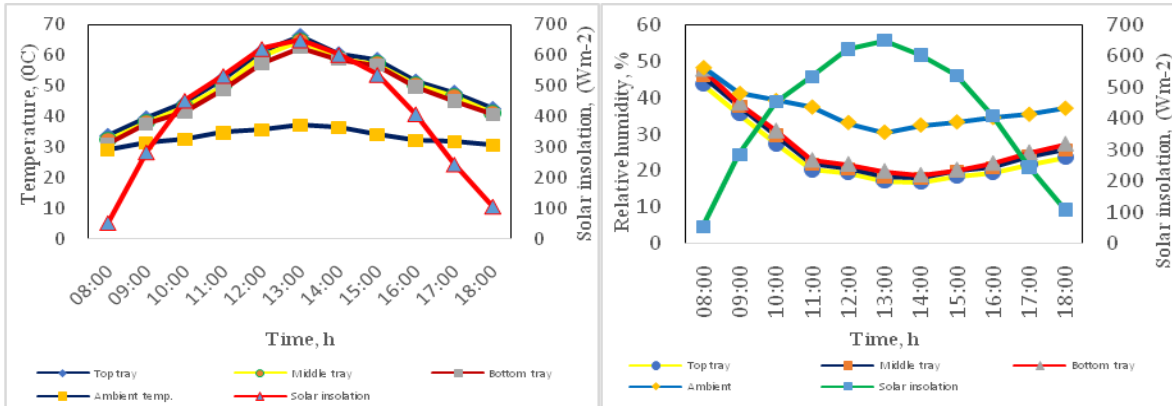 70
60
50
40
30
20
10
0
Temperature, (0C)
700
600
500
400
300
200
100
0
Solar insolation, (Wm-2)
08:00 09:00 10:00 11:00 12:00 13:00 14:00 15:00 16:00 17:00 18:00
Time, h
Top tray Middle tray Bottom tray
Ambient temp. Solar insolation
60
50
40
30
20
10
0
Relative humidity, %
700
600
500
400
300
200
100
0
Solar insolation, (Wm-2)
08:00 09:00 10:00 11:00 12:00 13:00 14:00 15:00 16:00 17:00 18:00
Time, h
Top tray Middle tray Bottom tray
Ambient Solar insolation